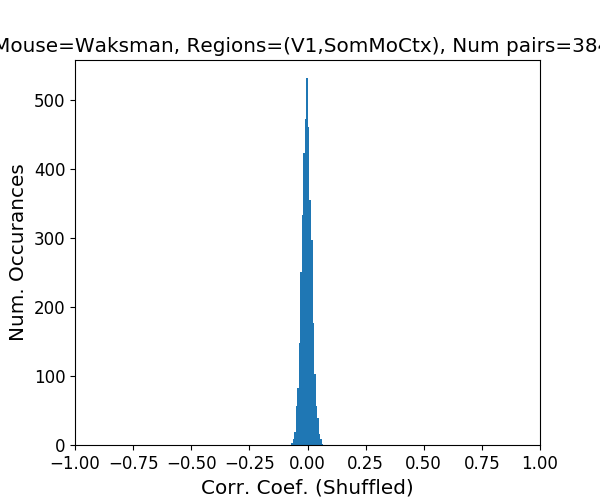 Mouse=Waksman, Regions=(V1,SomMoCtx), Num pairs=384
Num. Occurances
500
400
300
200
100
0
−1.00 −0.75 −0.50 −0.25 0.00 0.25 0.50 0.75 1.00
Corr. Coef. (Shuffled)